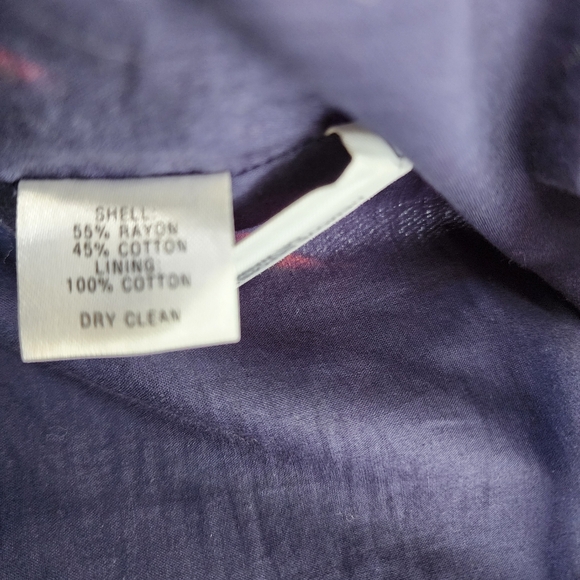 SHELL:
55% RAYON
45% COTTON
LINING:
100% COTTON
DRY CLEAN